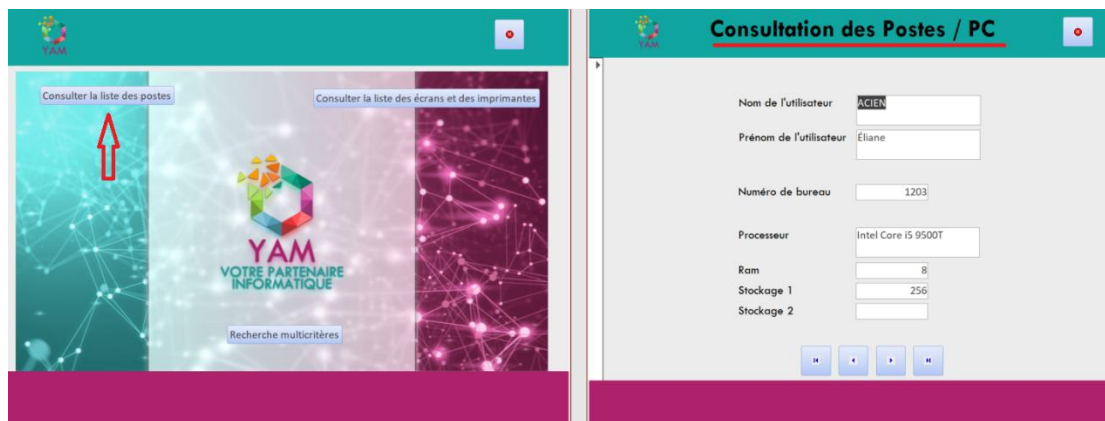 YAM
Consulter la liste des postes
Consulter la liste des écrans et des imprimantes
YAM
VOTRE PARTENAIRE
INFORMATIQUE
Recherche multicritères
YAM
Consultation des Postes / PC
Nom de l'utilisateur ACIEN
Prénom de l'utilisateur Éliane
Numéro de bureau 1203
Processeur Intel Core i5 9500T
Ram 8
Stockage 1 256
Stockage 2